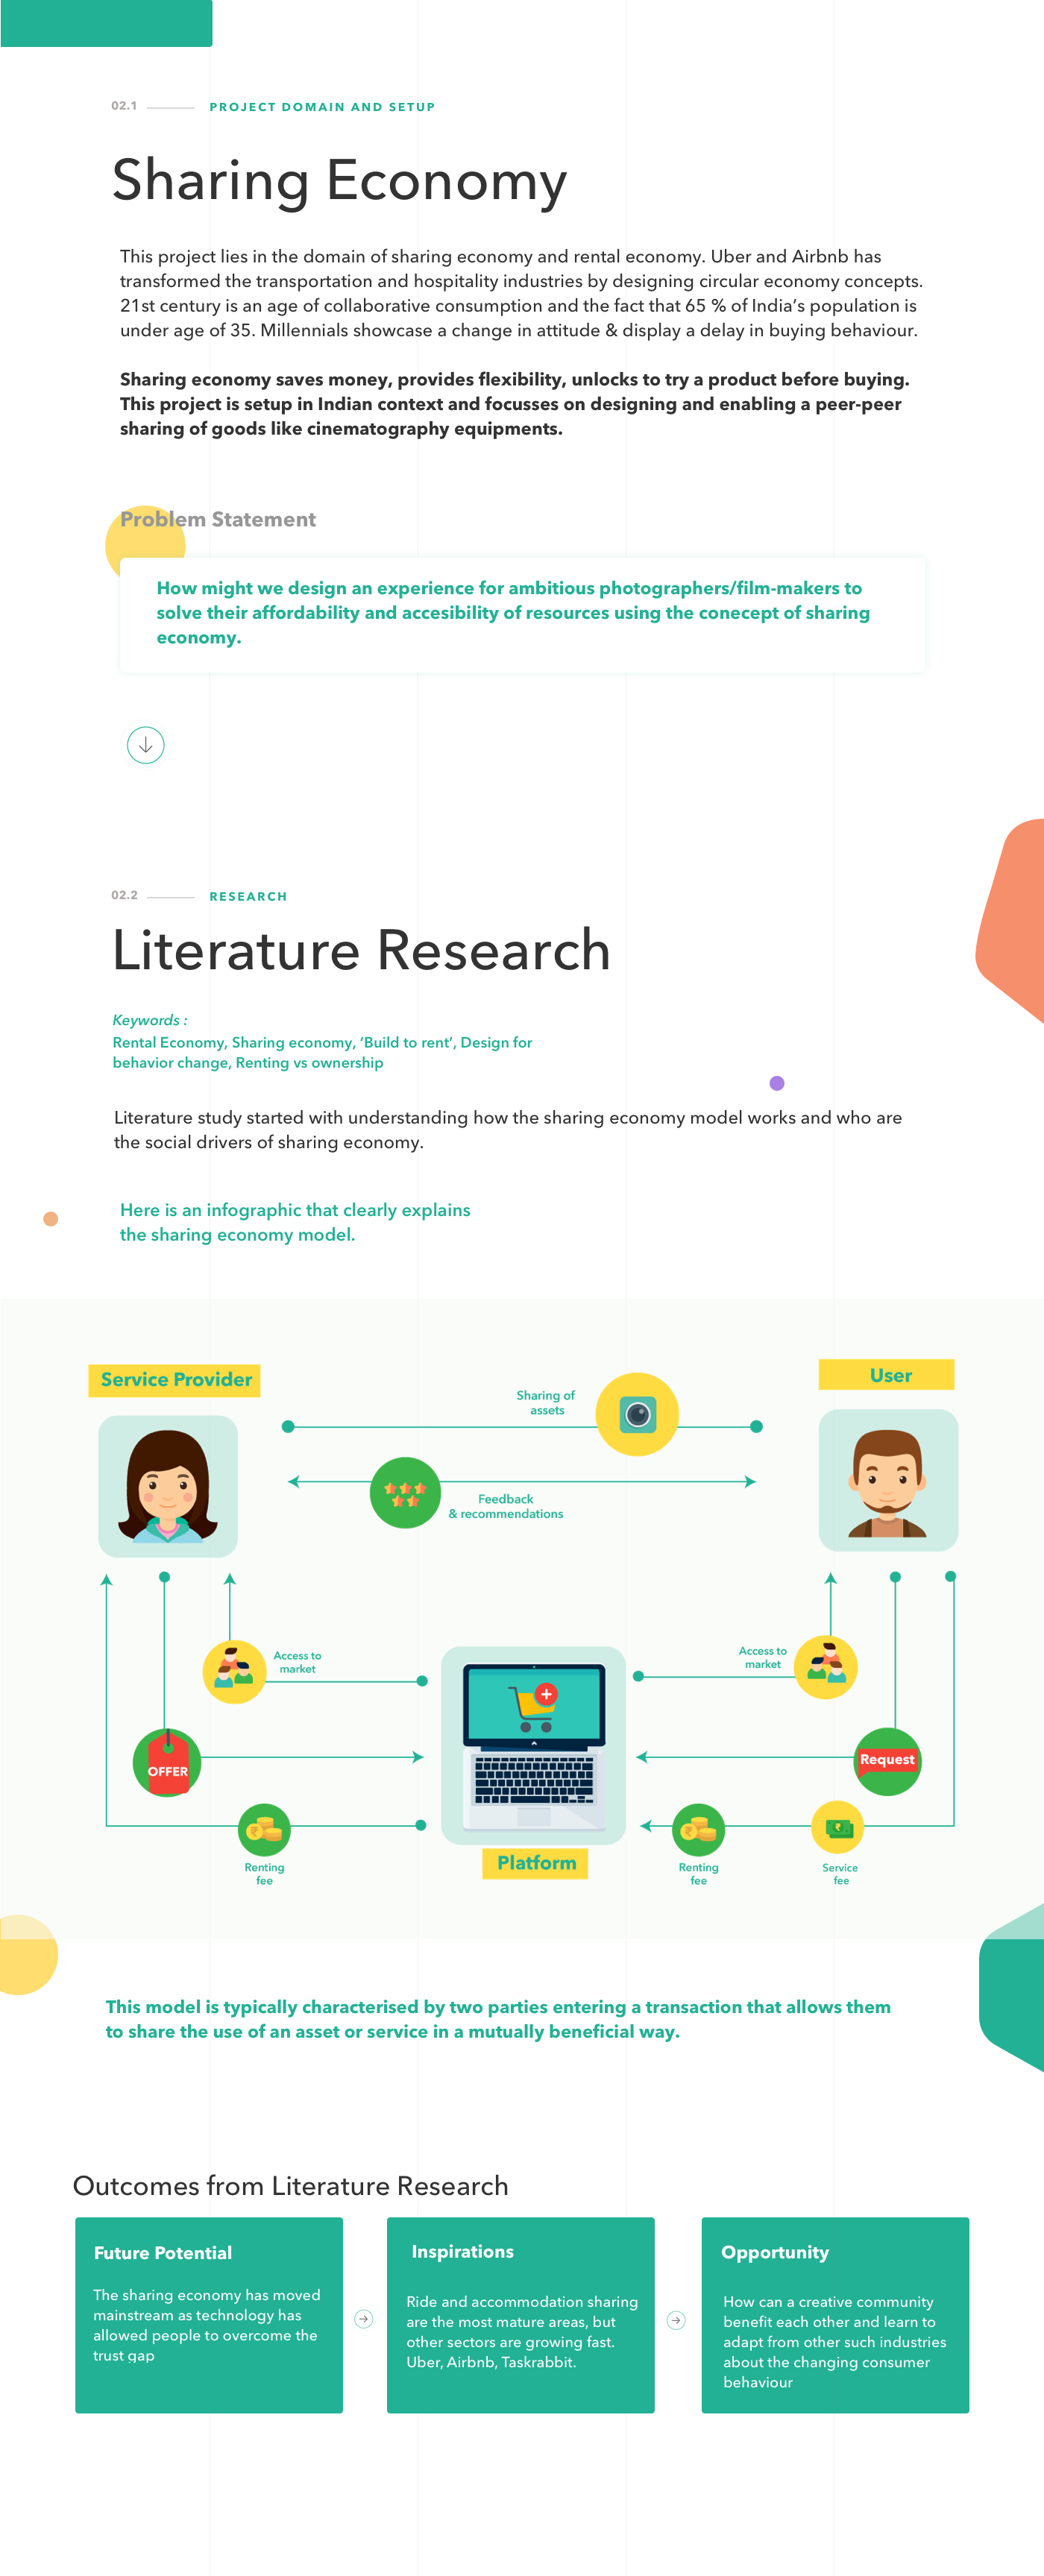 02.1 PROJECT DOMAIN AND SETUP
Sharing Economy
This project lies in the domain of sharing economy and rental economy. Uber and Airbnb has
transformed the transportation and hospitality industries by designing circular economy concepts.
21st century is an age of collaborative consumption and the fact that 65 % of India's population is
under age of 35. Millennials showcase a change in attitude & display a delay in buying behaviour.
Sharing economy saves money, provides flexibility, unlocks to try a product before buying.
This project is setup in Indian context and focusses on designing and enabling a peer-peer
sharing of goods like cinematography equipments.
Problem Statement
How might we design an experience for ambitious photographers/film-makers to
solve their affordability and accesibility of resources using the conecept of sharing
economy.
02.2 RESEARCH
Literature Research
Keywords :
Rental Economy, Sharing economy, 'Build to rent', Design for
behavior change, Renting vs ownership
Literature study started with understanding how the sharing economy model works and who are
the social drivers of sharing economy.
Here is an infographic that clearly explains
the sharing economy model.
Service Provider
User
Sharing of
assets
Feedback
& recommendations
Access to
market
Access to
market
OFFER
Request
Renting
fee
Platform
Renting
fee
Service
fee
This model is typically characterised by two parties entering a transaction that allows them
to share the use of an asset or service in a mutually beneficial way.
Outcomes from Literature Research
Future Potential
The sharing economy has moved
mainstream as technology has
allowed people to overcome the
trust gap
Inspirations
Ride and accommodation sharing
are the most mature areas, but
other sectors are growing fast.
Uber, Airbnb, Taskrabbit.
Opportunity
How can a creative community
benefit each other and learn to
adapt from other such industries
about the changing consumer
behaviour